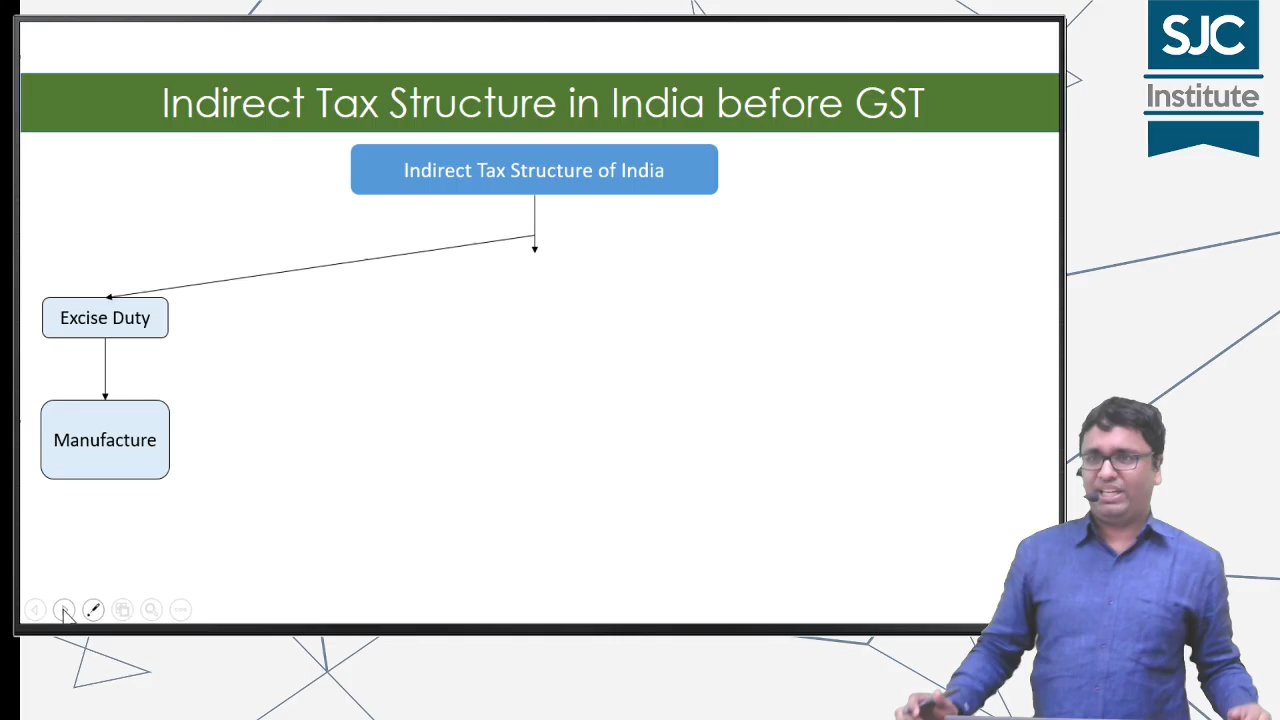 Indirect Tax Structure in India before GST
Indirect Tax Structure of India
Excise Duty
Manufacture
SJC
Institute